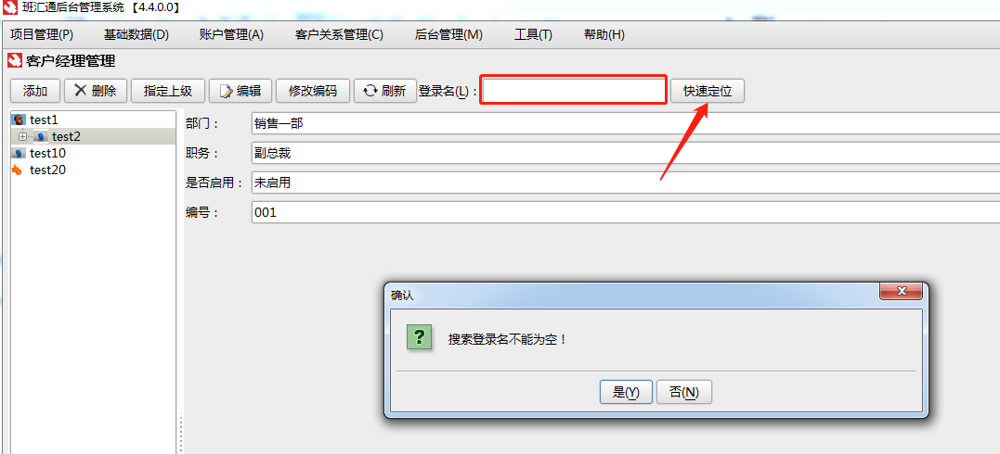 班汇通后台管理系统 【4.4.0.0】
项目管理(P) 基础数据(D) 账户管理(A) 客户关系管理(C) 后台管理(M) 工具(T) 帮助(H)
客户经理管理
添加 删除 指定上级 编辑 修改编码 刷新 登录名(L)： 快速定位
test1
test2
test10
test20
部门： 销售一部
职务： 副总裁
是否启用： 未启用
编号： 001
确认
?
搜索登录名不能为空！
是(Y) 否(N)